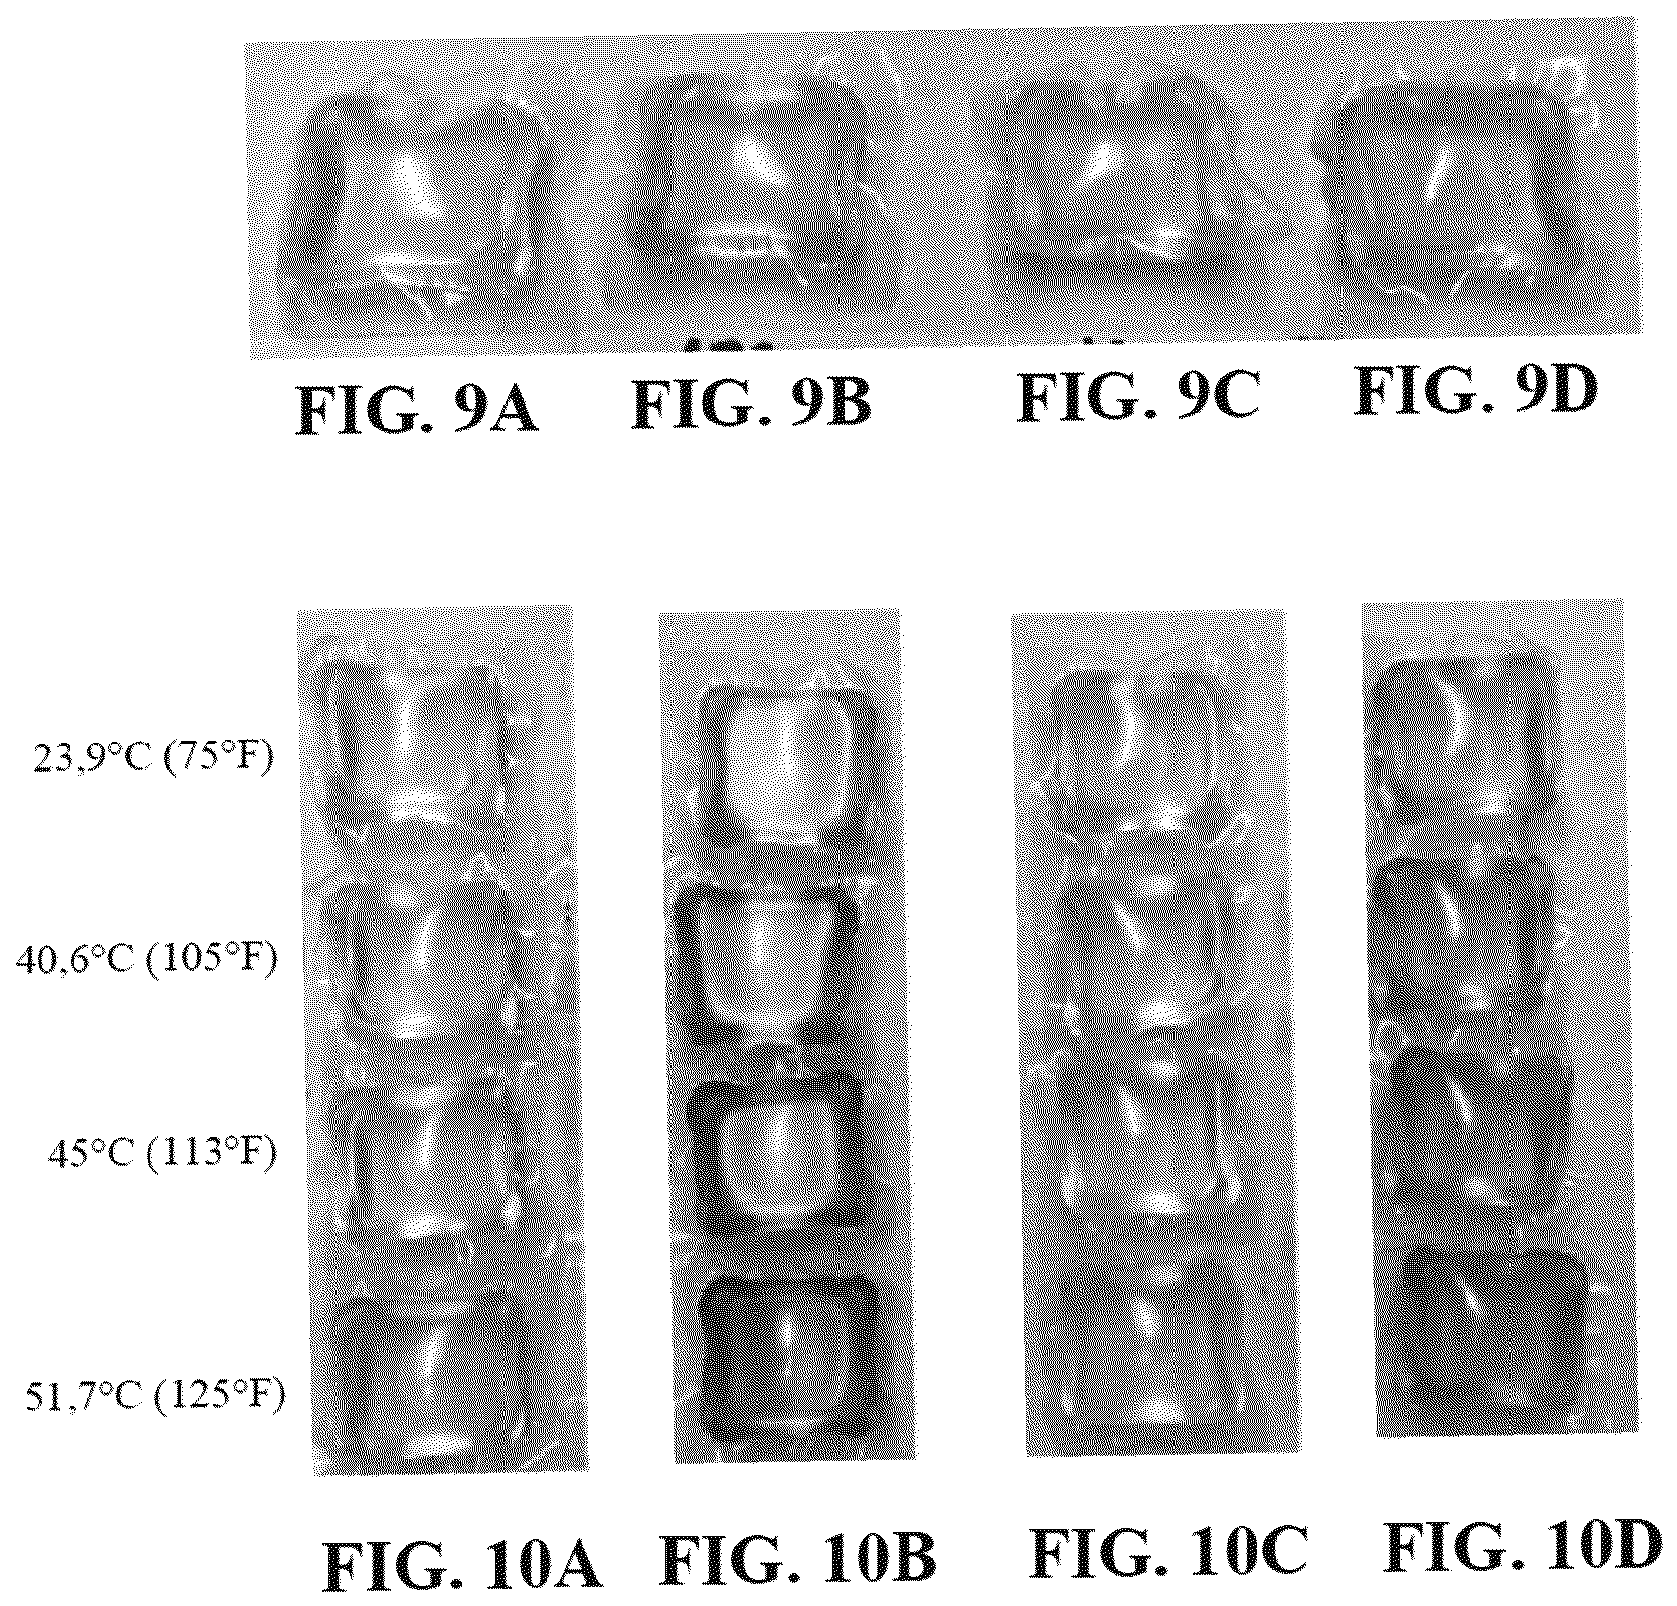 FIG. 9A FIG. 9B FIG. 9C FIG. 9D
23,9°C (75°F)
40,6°C (105°F)
45°C (113°F)
51,7°C (125°F)
FIG. 10A FIG. 10B FIG. 10C FIG. 10D